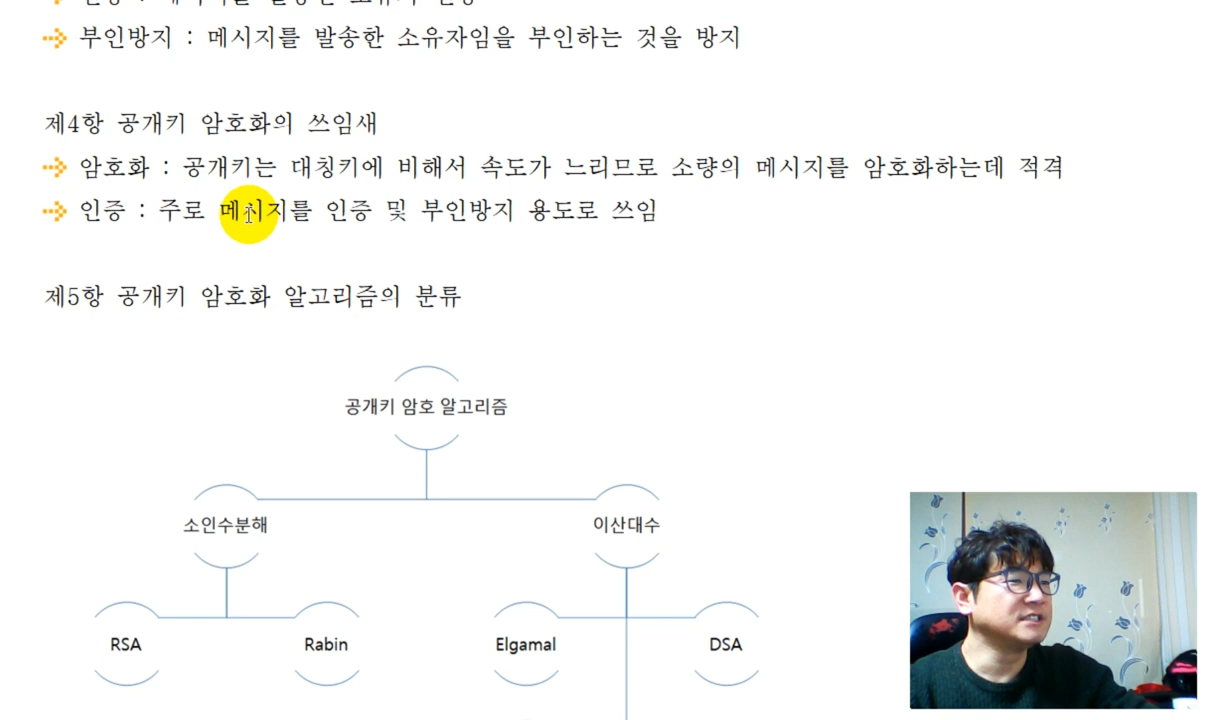 부인방지 : 메시지를 발송한 소유자임을 부인하는 것을 방지
제4항 공개키 암호화의 쓰임새
암호화 : 공개키는 대칭키에 비해서 속도가 느리므로 소량의 메시지를 암호화하는데 적격
인증 : 주로 메시지를 인증 및 부인방지 용도로 쓰임
제5항 공개키 암호화 알고리즘의 분류
공개키 암호 알고리즘
소인수분해
이산대수
RSA
Rabin
Elgamal
DSA